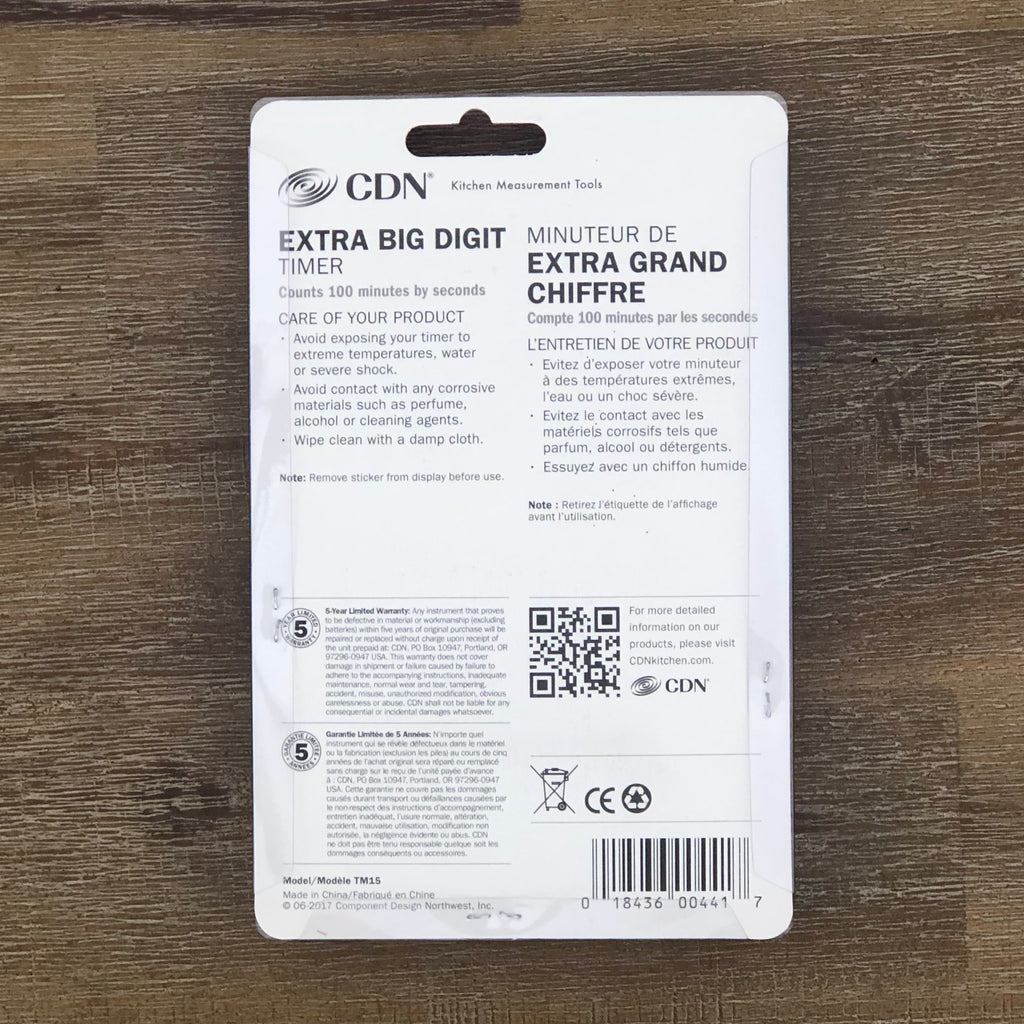 CDN® Kitchen Measurement Tools
EXTRA BIG DIGIT
TIMER
Counts 100 minutes by seconds
CARE OF YOUR PRODUCT
· Avoid exposing your timer to
extreme temperatures, water
or severe shock.
· Avoid contact with any corrosive
materials such as perfume,
alcohol or cleaning agents.
· Wipe clean with a damp cloth.
Note: Remove sticker from display before use.
MINUTEUR DE
EXTRA GRAND
CHIFFRE
Compte 100 minutes par les secondes
L'ENTRETIEN DE VOTRE PRODUIT
· Evitez d'exposer votre minuteur
à des températures extrêmes,
l'eau ou un choc sévère.
· Evitez le contact avec les
matériels corrosifs tels que
parfum, alcool ou détergents.
· Essuyez avec un chiffon humide
Note : Retirez l'étiquette de l'affichage
avant l'utilisation.
5 YEAR LIMITED GUARANTY
5-Year Limited Warranty: Any instrument that proves
to be defective in material or workmanship (excluding
batteries) within five years of original purchase will be
repaired or replaced without charge upon receipt of
the unit prepaid at: CDN, PO Box 10947, Portland, OR
97296-0947 USA. This warranty does not cover
damage in shipment or failure caused by failure to
adhere to the accompanying instructions, inadequate
maintenance, normal wear and tear, tampering,
accident, misuse, unauthorized modification, obvious
carelessness or abuse. CDN shall not be liable for any
consequential or incidental damages whatsoever.
GARANTIE LIMITÉE 5 ANNÉES
Garantie Limitée de 5 Années: N'importe quel
instrument qui se révèle défectueux dans le matériel
ou la fabrication (exclusion les piles) au cours de cinq
années de l'achat original sera réparé ou remplacé
sans charge sur le reçu de l'unité payée d'avance
à : CDN, PO Box 10947, Portland, OR 97296-0947
USA. Cette garantie ne couvre pas les dommages
causés durant transport ou défaillances causées par
le non-respect des instructions d'accompagnement,
entretien inadéquat, l'usure normale, altération,
accident, mauvaise utilisation, modification non
autorisée, la négligence évidente ou abus. CDN
ne doit pas être tenu responsable quelque soit les
dommages conséquents ou accessoires.
For more detailed
information on our
products, please visit
CDNkitchen.com.
CDN®
CE
Model/Modèle TM15
Made in China/Fabriqué en Chine
© 06-2017 Component Design Northwest, Inc.
0 18436 00441 7